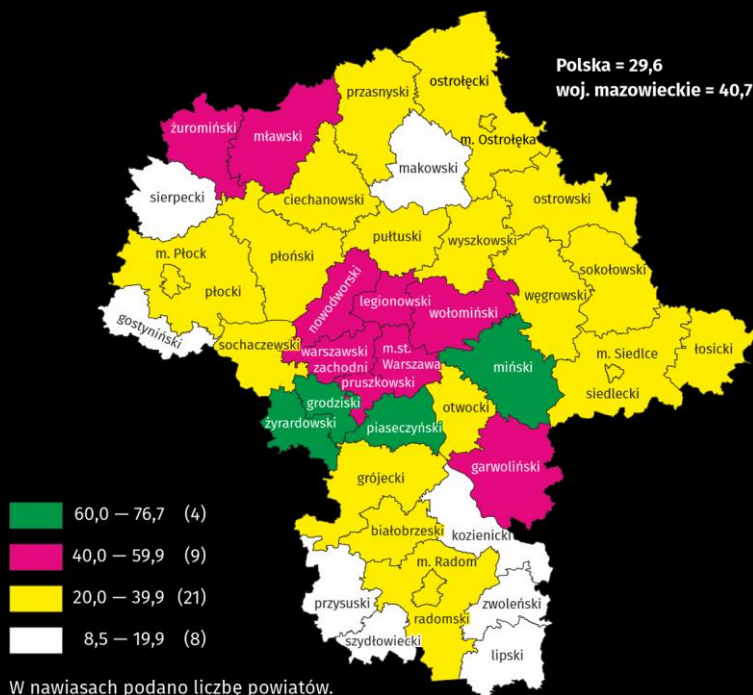 Polska = 29,6
woj. mazowieckie = 40,7
ostrołęcki
przasnyski
żuromiński
mławski
m. Ostrołęka
makowski
sierpecki
ciechanowski
ostrowski
pułtuski
wyszkowski
m. Płock
płoński
sokołowski
płocki
nowodworski
legionowski
węgrowski
wołomiński
gostyniński
sochaczewski
warszawski
zachodni
m.st.
Warszawa
m. Siedlce
łosicki
miński
pruszkowski
siedlecki
grodziski
żyrardowski
piaseczyński
otwocki
garwoliński
grójecki
białobrzeski
kozienicki
m. Radom
przysuski
zwoleński
radomski
szydłowiecki
lipski
60,0 — 76,7 (4)
40,0 — 59,9 (9)
20,0 — 39,9 (21)
8,5 — 19,9 (8)
W nawiasach podano liczbę powiatów.